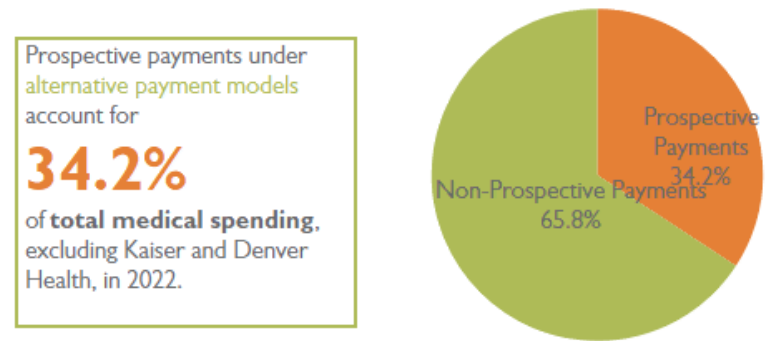 Prospective payments under
alternative payment models
account for
34.2%
of total medical spending,
excluding Kaiser and Denver
Health, in 2022.
Prospective
Payments
34.2%
Non-Prospective Payments
65.8%